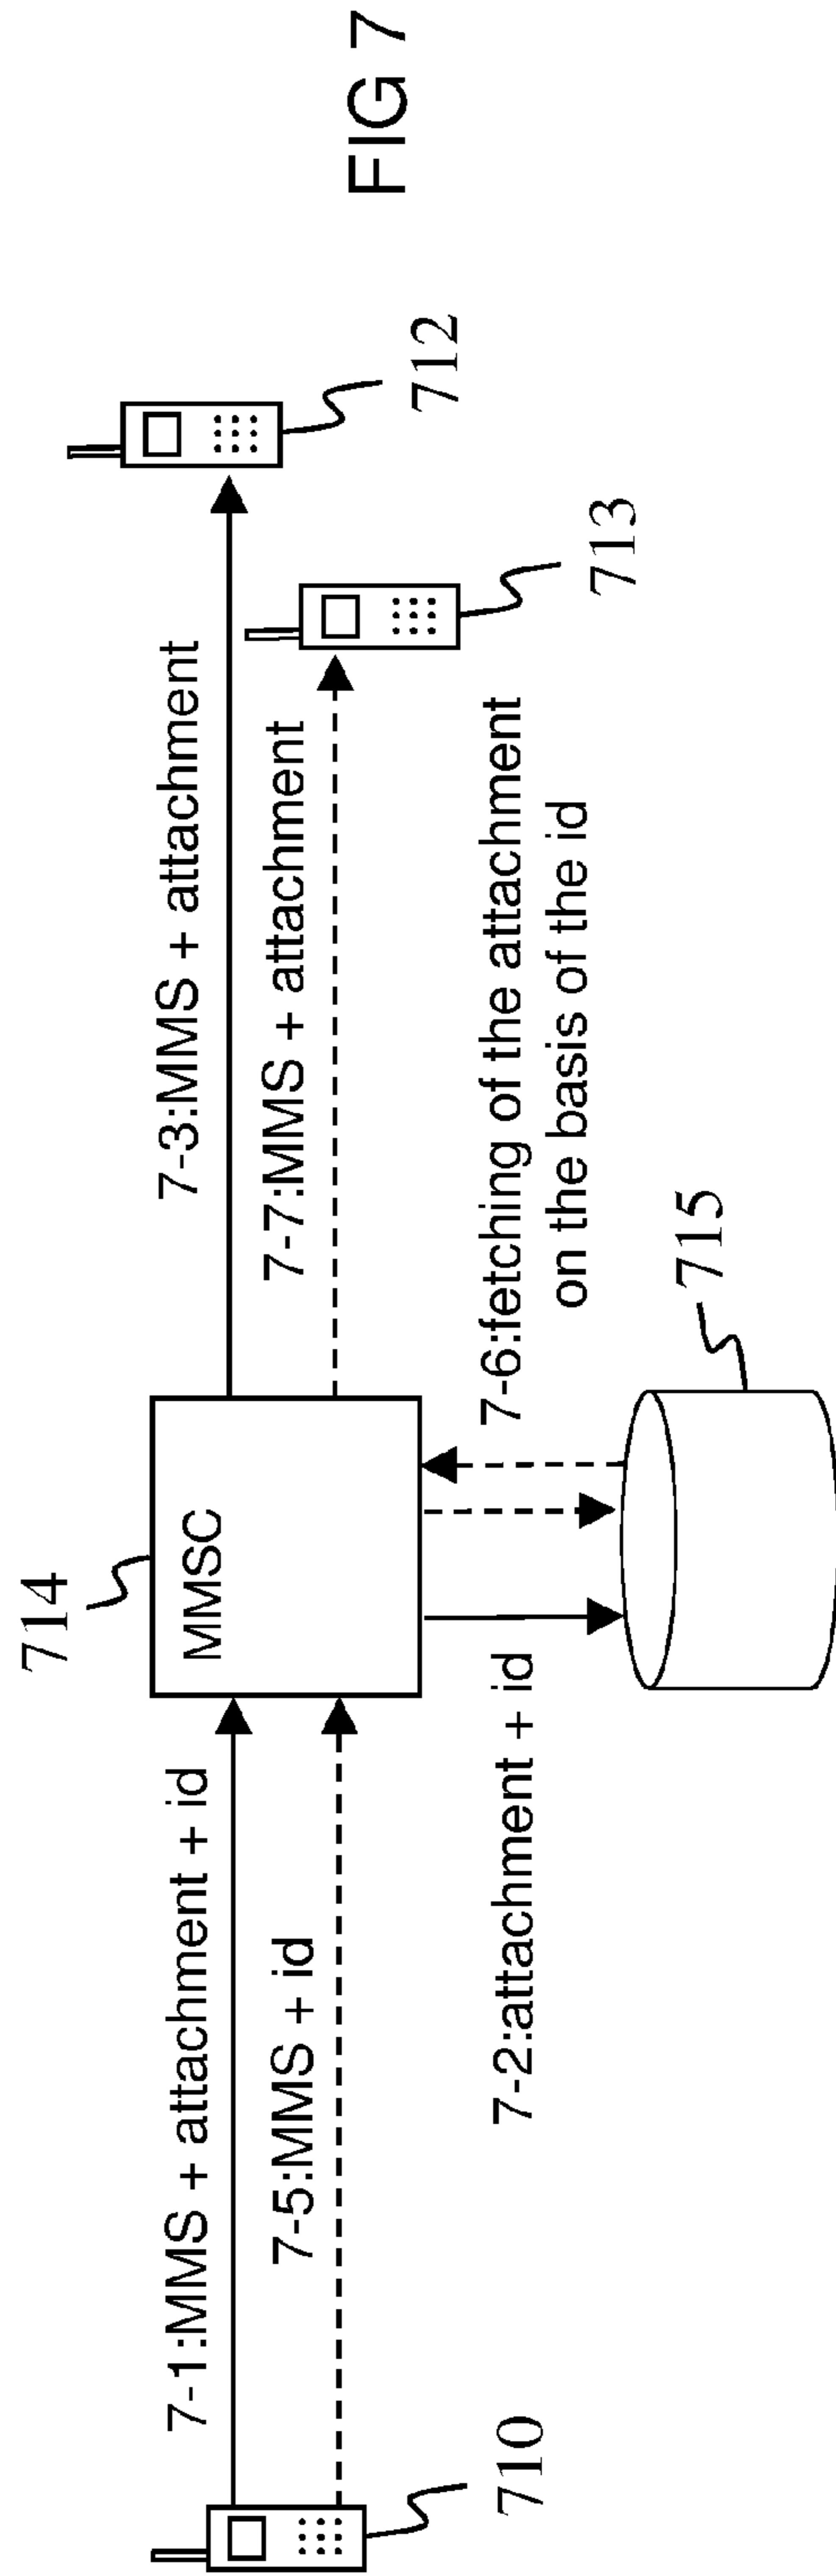 FIG 7
7-1:MMS + attachment + id
7-5:MMS + id
710
714
MMSC
7-2:attachment + id
715
7-3:MMS + attachment
7-7:MMS + attachment
7-6:fetching of the attachment
on the basis of the id
712
713